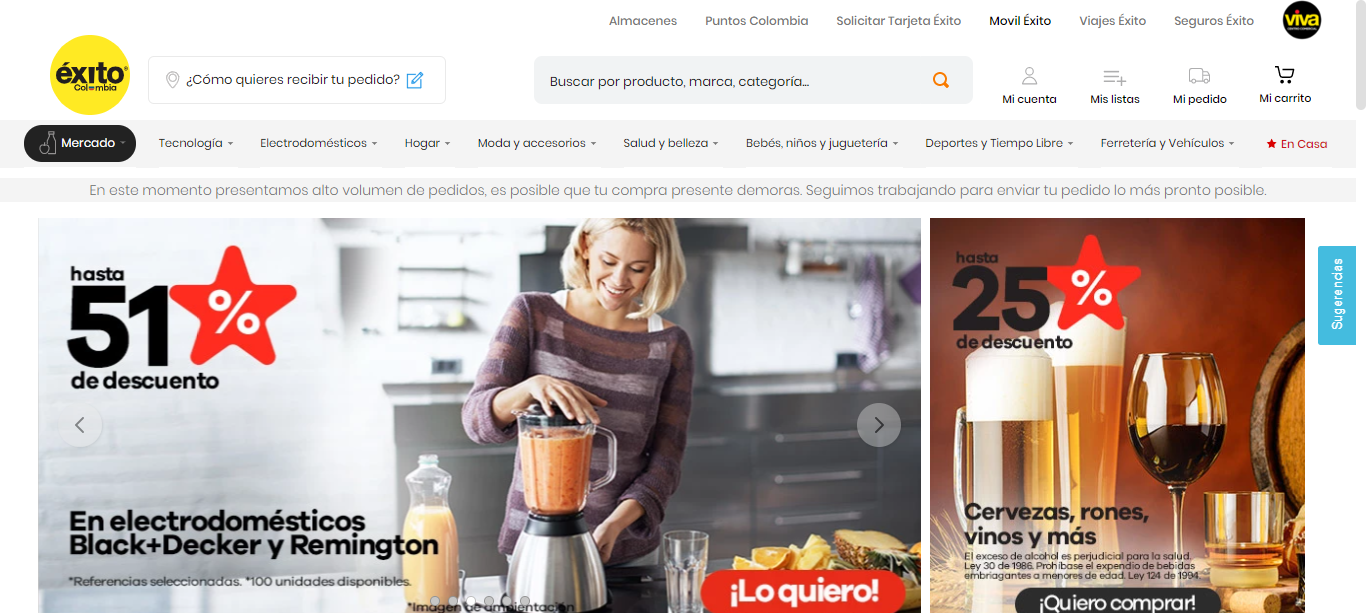 Almacenes
Puntos Colombia
Solicitar Tarjeta Éxito
Movil Éxito
Viajes Éxito
Seguros Éxito
viva
éxito
Colombia
¿Cómo quieres recibir tu pedido?
Buscar por producto, marca, categoría...
Mi cuenta
Mis listas
Mi pedido
Mi carrito
Mercado
Tecnología
Electrodomésticos
Hogar
Moda y accesorios
Salud y belleza
Bebés, niños y juguetería
Deportes y Tiempo Libre
Ferretería y Vehículos
En Casa
En este momento presentamos alto volumen de pedidos, es posible que tu compra presente demoras. Seguimos trabajando para enviar tu pedido lo más pronto posible.
hasta
51%
de descuento
En electrodomésticos
Black+Decker y Remington
*Referencias seleccionadas. *100 unidades disponibles.
*Imagen de ambientación
¡Lo quiero!
hasta
25%
de descuento
Cervezas, rones,
vinos y más
El exceso de alcohol es perjudicial para la salud.
Ley 30 de 1986. Prohíbase el expendio de bebidas
embriagantes a menores de edad. Ley 124 de 1994
¡Quiero comprar!
Sugerencias